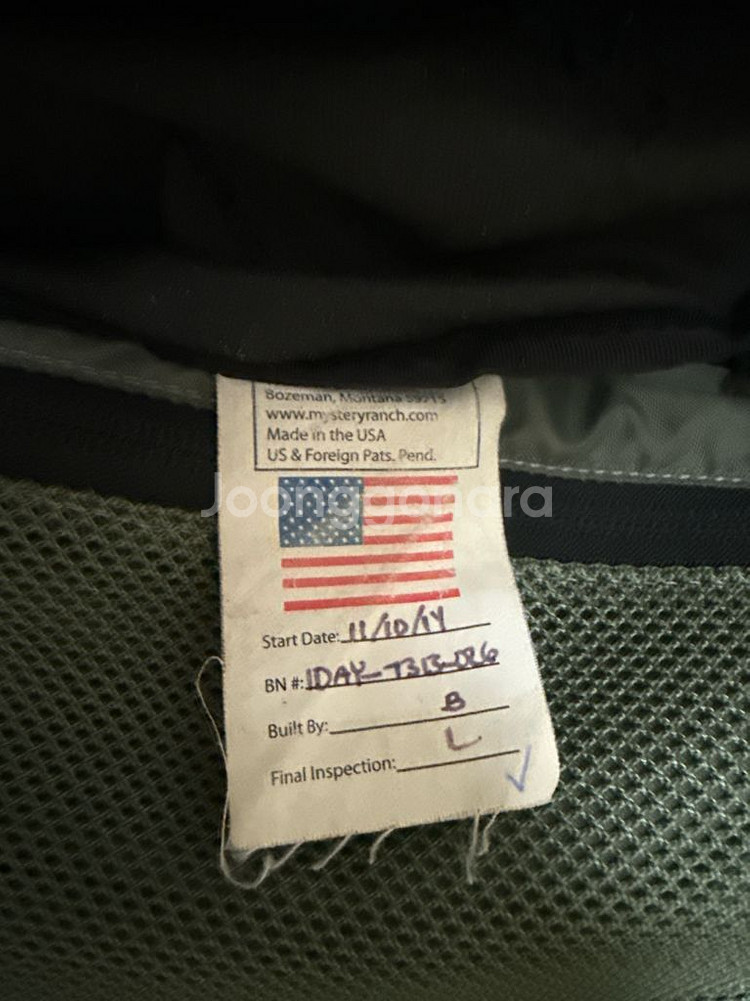 Bozeman, Montana 59715
www.mysteryranch.com
Made in the USA
US & Foreign Pats. Pend.
Joonggonara
Start Date: 11/10/14
BN #: 1DAY-T3B-026
Built By: B
L
Final Inspection: